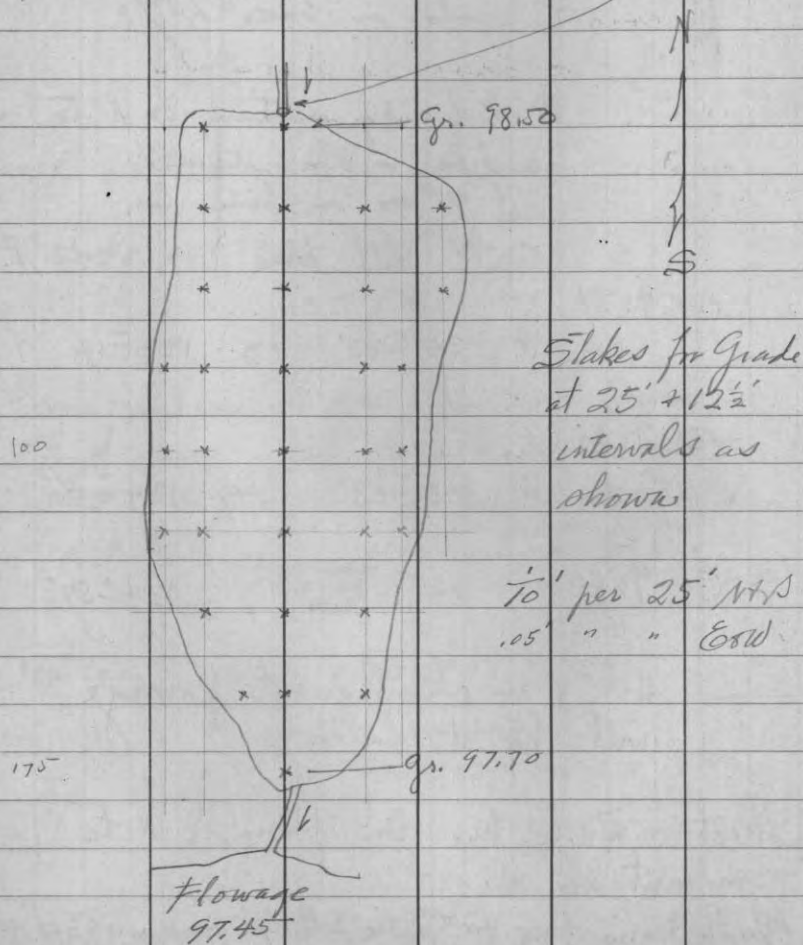 N
Gr. 98.50
S
Stakes for Grade
at 25' + 12½'
intervals as
shown
100
1/10' per 25' N+S
.05' " " E or W
175
Gr. 97.70
Flowage
97.45